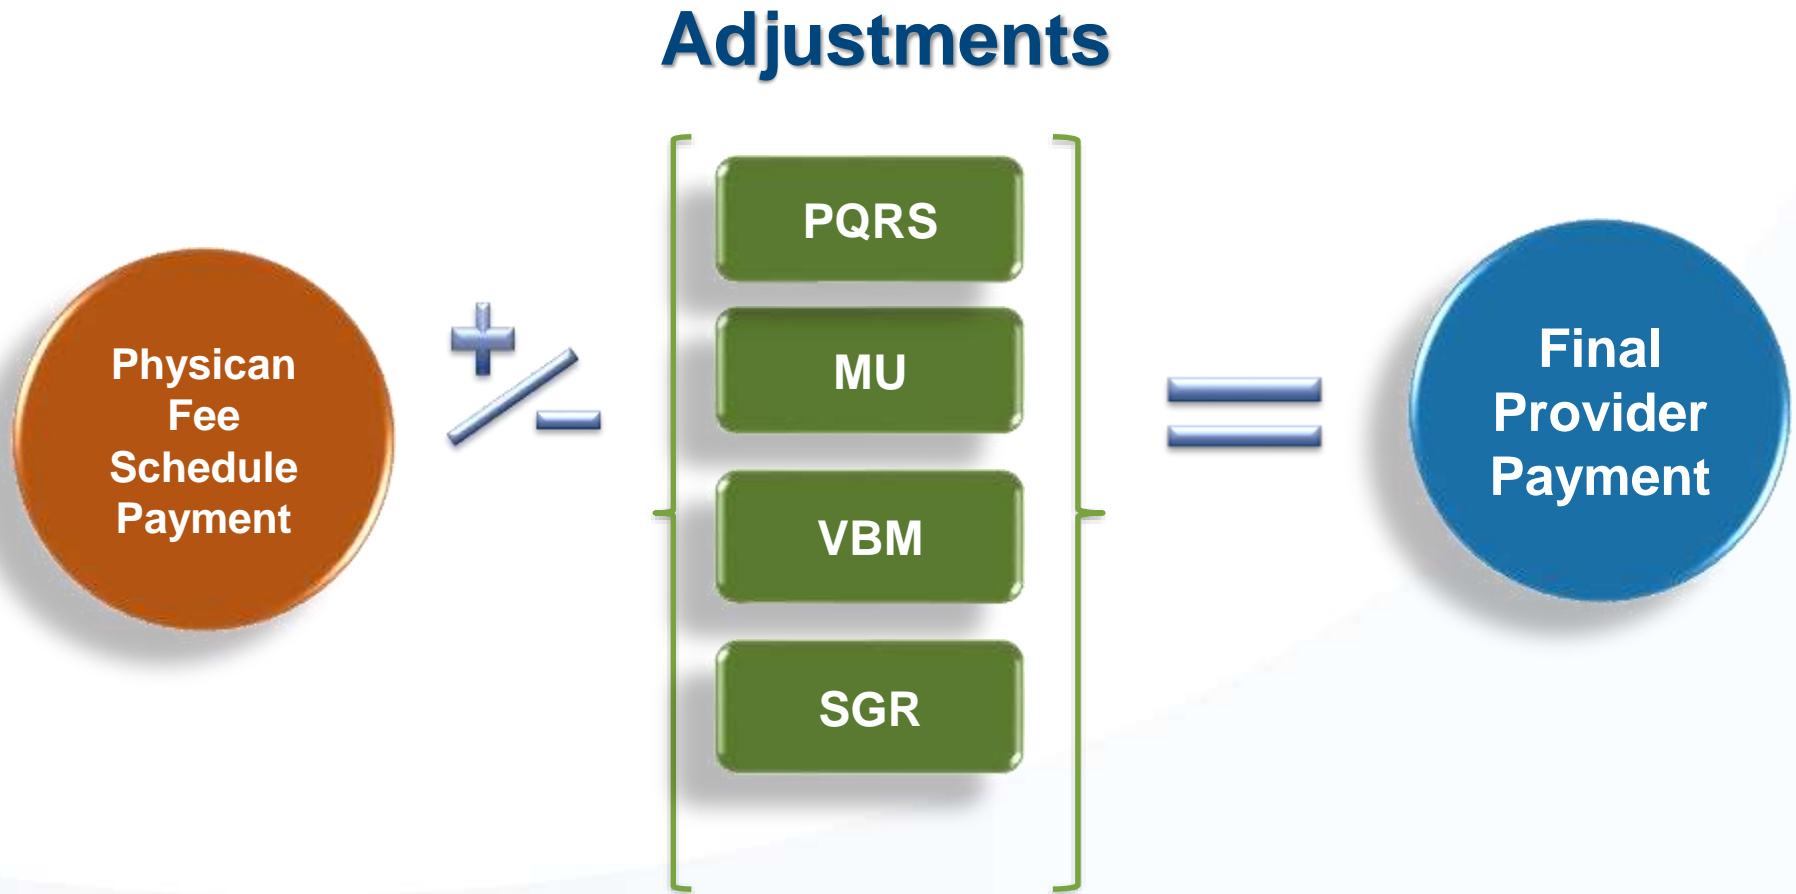 Adjustments
Physican
Fee
Schedule
Payment
PQRS
MU
VBM
SGR
Final
Provider
Payment